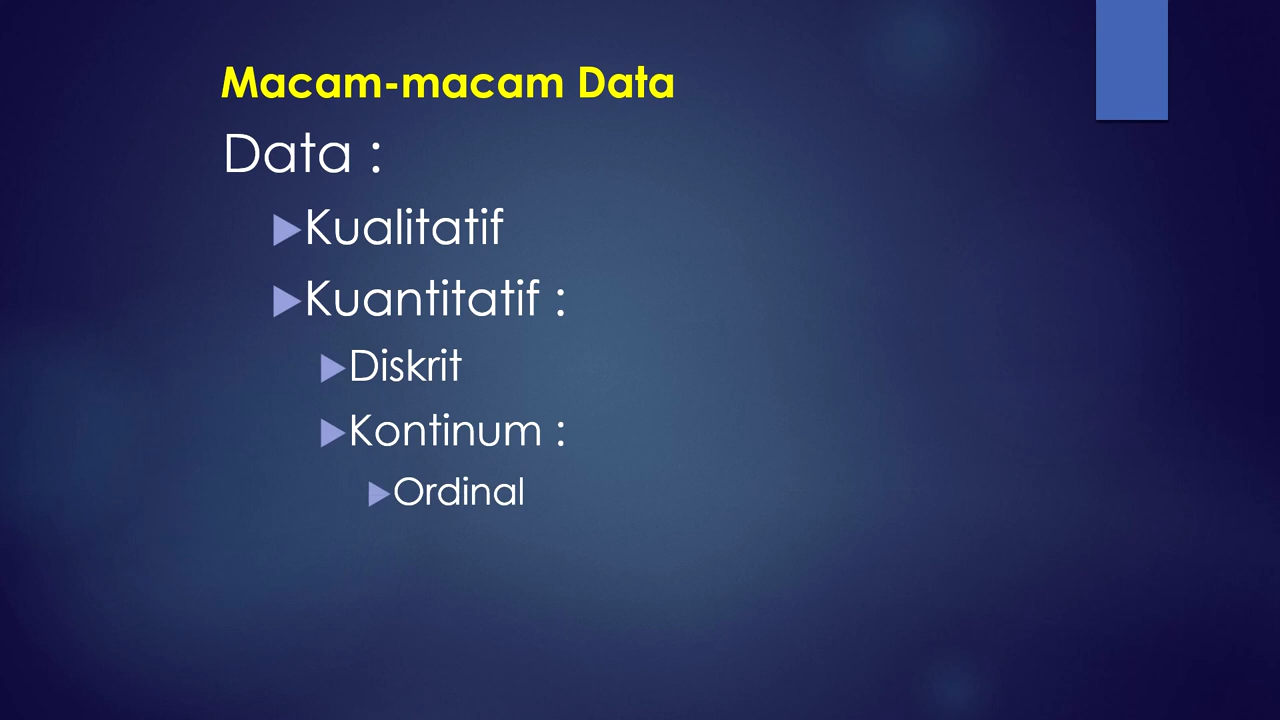 Macam-macam Data
Data :
Kualitatif
Kuantitatif :
Diskrit
Kontinum :
Ordinal